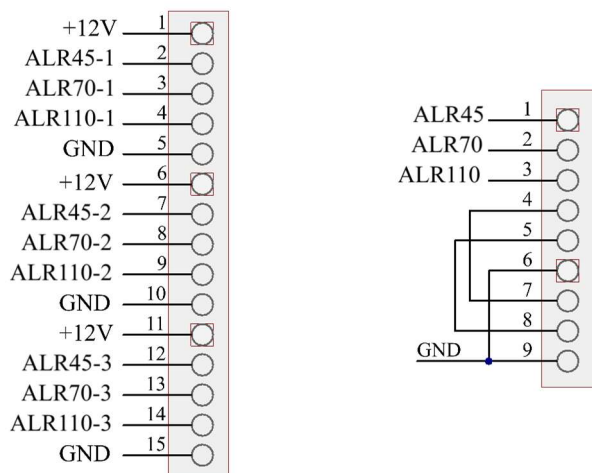 +12V 1
ALR45-1 2
ALR70-1 3
ALR110-1 4
GND 5
+12V 6
ALR45-2 7
ALR70-2 8
ALR110-2 9
GND 10
+12V 11
ALR45-3 12
ALR70-3 13
ALR110-3 14
GND 15
ALR45 1
ALR70 2
ALR110 3
4
5
6
7
8
GND 9